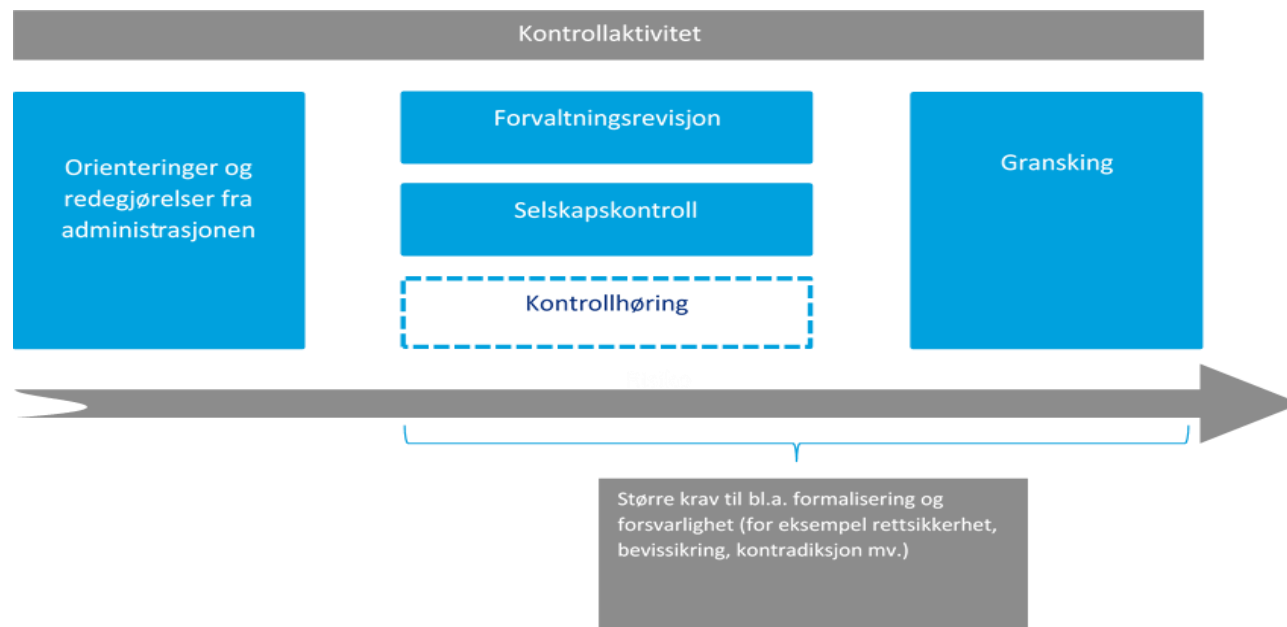 Kontrollaktivitet
Orienteringer og
redegjørelser fra
administrasjonen
Forvaltningsrevisjon
Selskapskontroll
Kontrollhøring
Gransking
Større krav til bl.a. formalisering og
forsvarlighet (for eksempel rettsikkerhet,
bevissikring, kontradiksjon mv.)